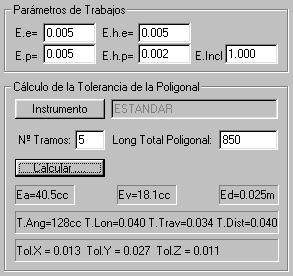 Parámetros de Trabajos
E.e= 0.005 E.h.e= 0.005
E.p= 0.005 E.h.p= 0.002 E.Incl 1.000
Cálculo de la Tolerancia de la Poligonal
Instrumento ESTANDAR
Nº Tramos: 5 Long Total Poligonal: 850
Calcular ....
Ea=40.5cc Ev=18.1cc Ed=0.025m
T.Ang=128cc T.Lon=0.040 T.Trav=0.034 T.Dist=0.040
Tol.X = 0.013 Tol.Y = 0.027 Tol.Z = 0.011